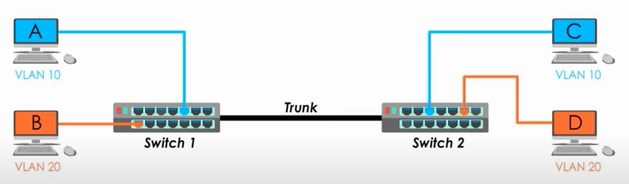 A
VLAN 10
B
VLAN 20
Switch 1
Trunk
Switch 2
C
VLAN 10
D
VLAN 20